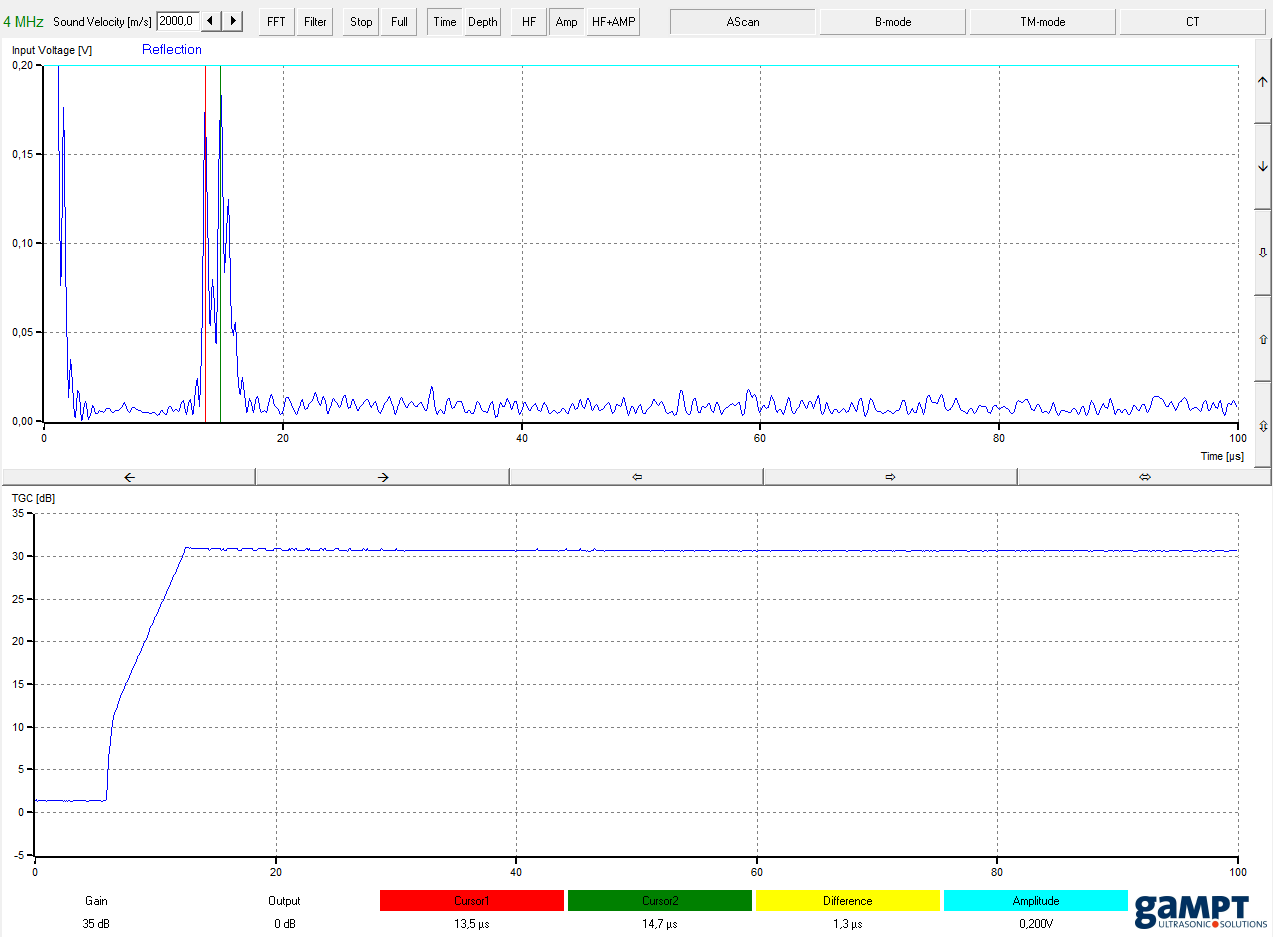 4 MHz Sound Velocity [m/s] 2000,0 FFT Filter Stop Full Time Depth HF Amp HF+AMP AScan B-mode TM-mode CT
Input Voltage [V] Reflection
0,20
0,15
0,10
0,05
0,00
0 20 40 60 80 100
Time [µs]
TGC [dB]
35
30
25
20
15
10
5
0
-5
0 20 40 60 80 100
Gain Output Cursor1 Cursor2 Difference Amplitude
35 dB 0 dB 13,5 µs 14,7 µs 1,3 µs 0,200V
gAMPT
ULTRASONIC SOLUTIONS